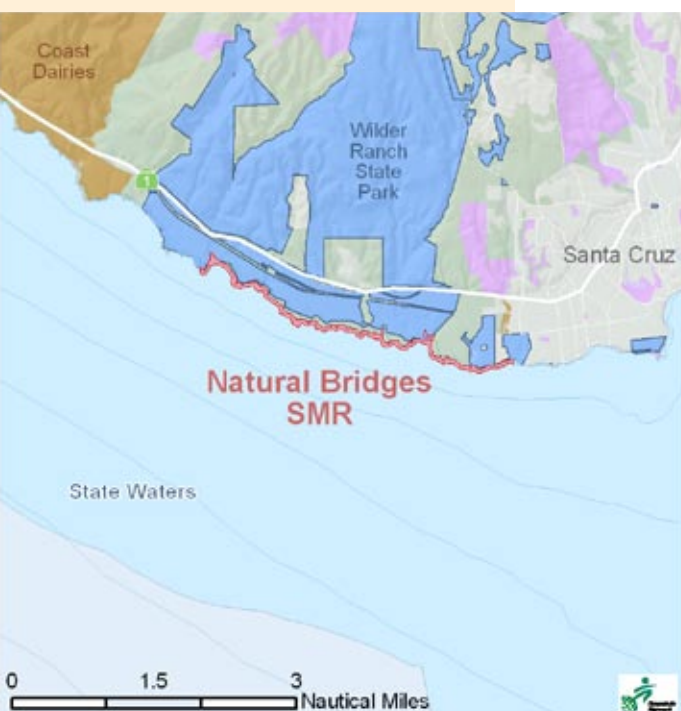 Coast
Dairies
1
Wilder
Ranch
State
Park
Santa Cruz
Natural Bridges
SMR
State Waters
0 1.5 3
Nautical Miles